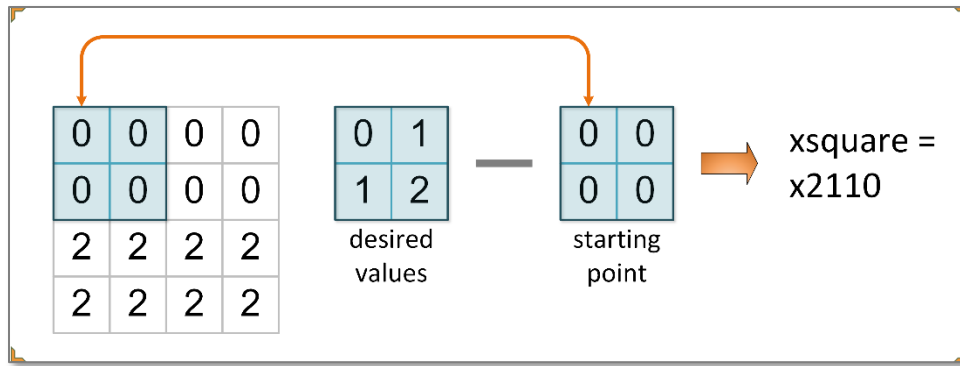 0 0 0 0
0 0 0 0
2 2 2 2
2 2 2 2
0 1
1 2
desired
values
0 0
0 0
starting
point
xsquare =
x2110